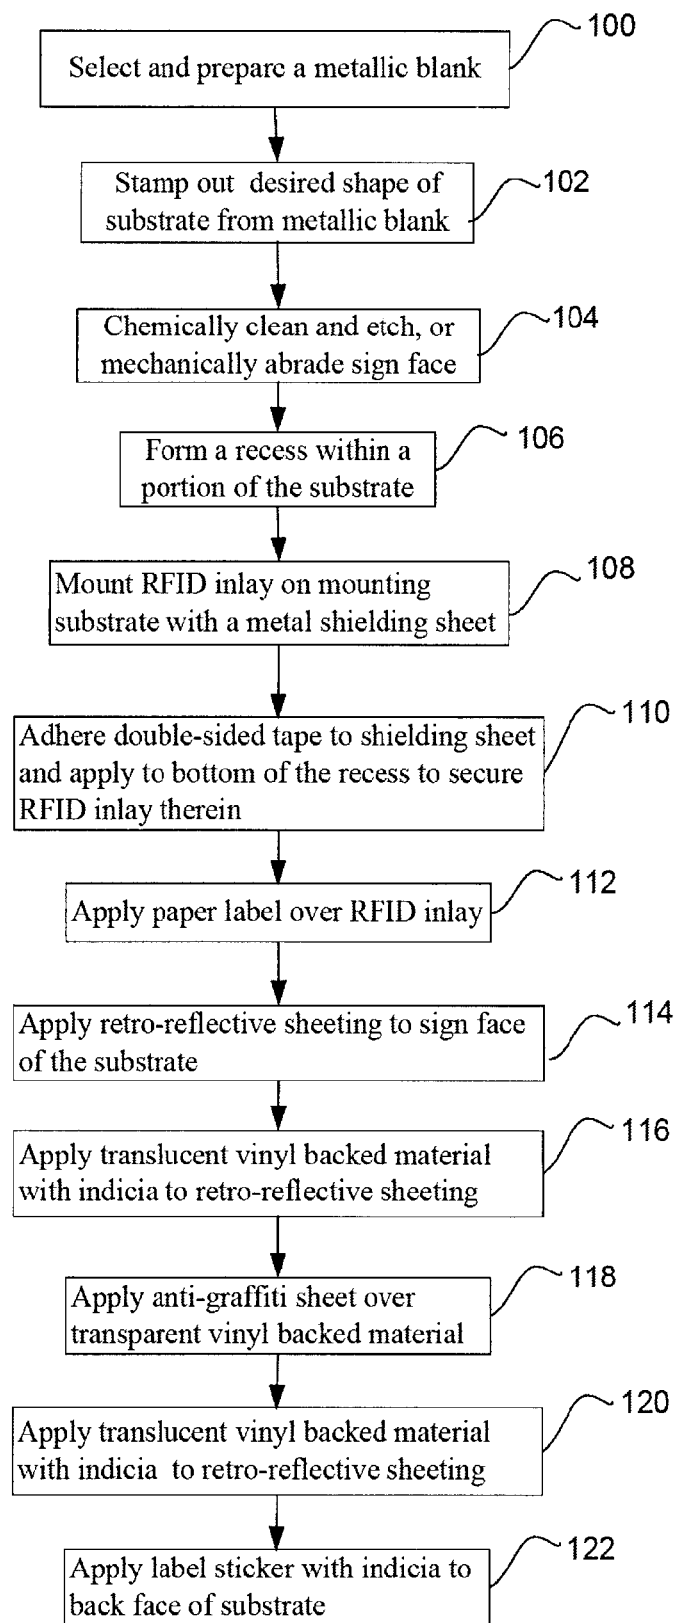 100
Select and prepare a metallic blank
102
Stamp out desired shape of
substrate from metallic blank
104
Chemically clean and etch, or
mechanically abrade sign face
106
Form a recess within a
portion of the substrate
108
Mount RFID inlay on mounting
substrate with a metal shielding sheet
110
Adhere double-sided tape to shielding sheet
and apply to bottom of the recess to secure
RFID inlay therein
112
Apply paper label over RFID inlay
114
Apply retro-reflective sheeting to sign face
of the substrate
116
Apply translucent vinyl backed material
with indicia to retro-reflective sheeting
118
Apply anti-graffiti sheet over
transparent vinyl backed material
120
Apply translucent vinyl backed material
with indicia to retro-reflective sheeting
122
Apply label sticker with indicia to
back face of substrate